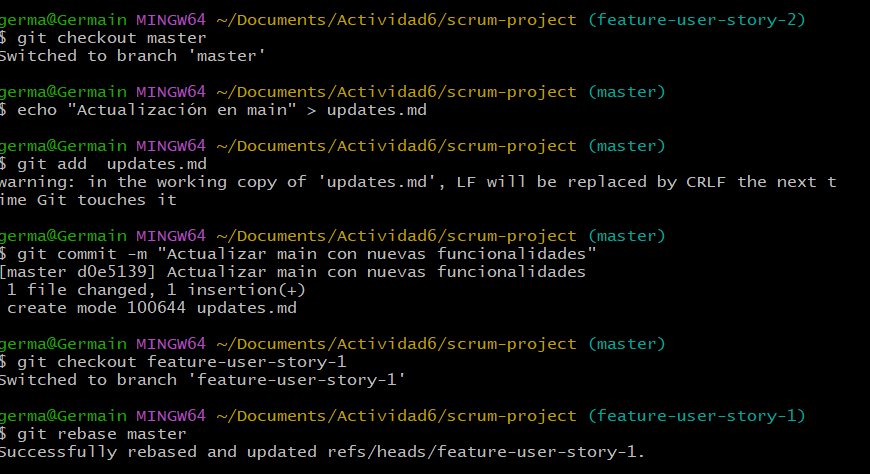 germa@Germain MINGW64 ~/Documents/Actividad6/scrum-project (feature-user-story-2)
$ git checkout master
Switched to branch 'master'
germa@Germain MINGW64 ~/Documents/Actividad6/scrum-project (master)
$ echo "Actualización en main" > updates.md
germa@Germain MINGW64 ~/Documents/Actividad6/scrum-project (master)
$ git add  updates.md
warning: in the working copy of 'updates.md', LF will be replaced by CRLF the next t
ime Git touches it
germa@Germain MINGW64 ~/Documents/Actividad6/scrum-project (master)
$ git commit -m "Actualizar main con nuevas funcionalidades"
[master d0e5139] Actualizar main con nuevas funcionalidades
 1 file changed, 1 insertion(+)
 create mode 100644 updates.md
germa@Germain MINGW64 ~/Documents/Actividad6/scrum-project (master)
$ git checkout feature-user-story-1
Switched to branch 'feature-user-story-1'
germa@Germain MINGW64 ~/Documents/Actividad6/scrum-project (feature-user-story-1)
$ git rebase master
Successfully rebased and updated refs/heads/feature-user-story-1.